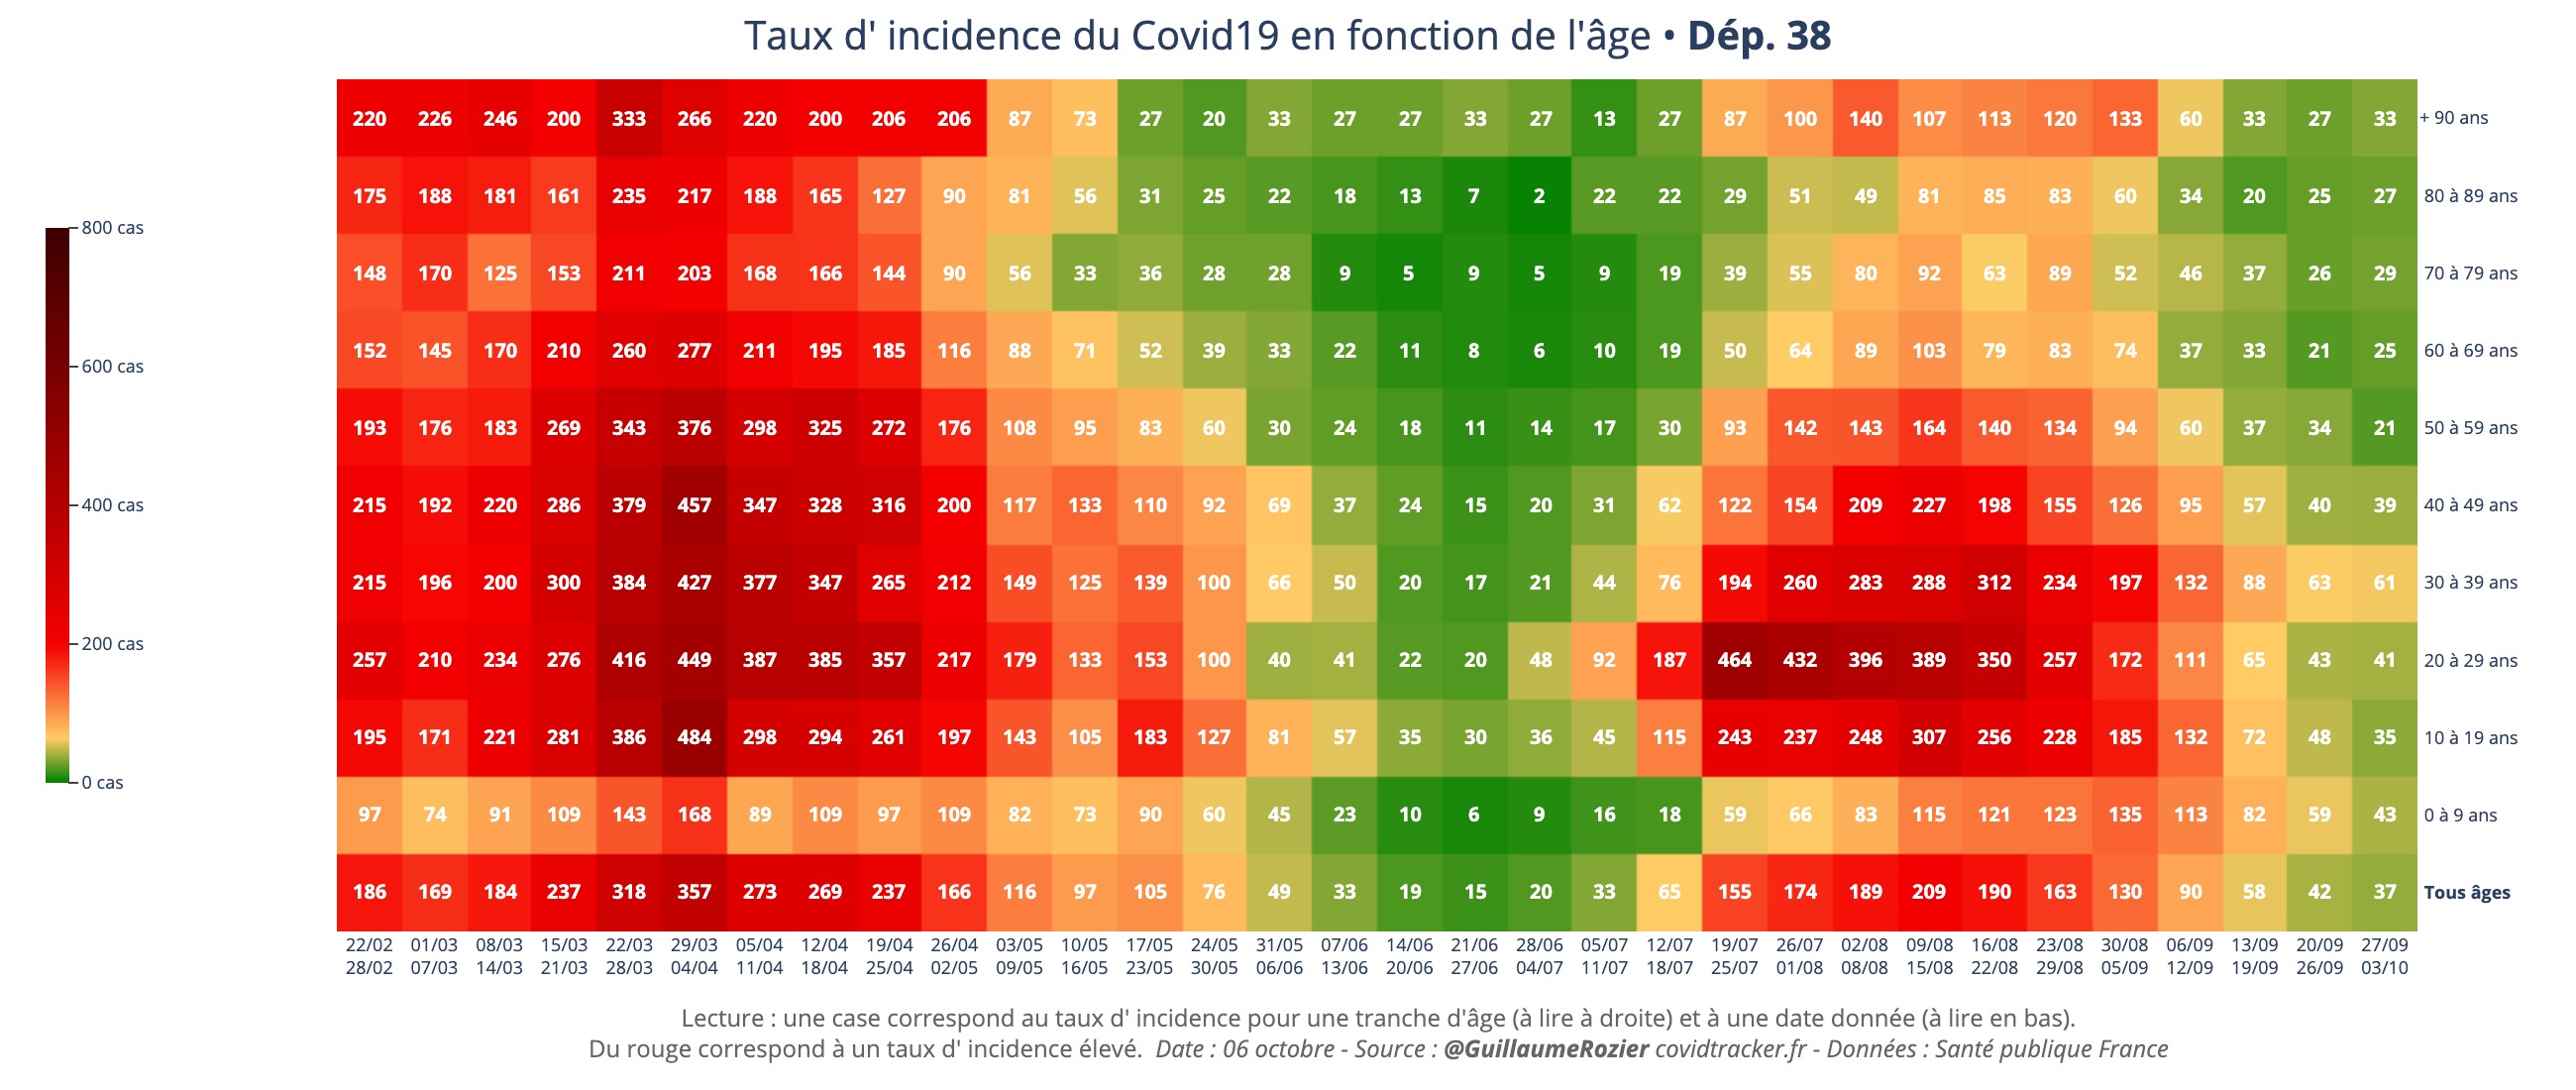 Taux d' incidence du Covid19 en fonction de l'âge • Dép. 38
220 226 246 200 333 266 220 200 206 206 87 73 27 20 33 27 27 33 27 13 27 87 100 140 107 113 120 133 60 33 27 33 + 90 ans
175 188 181 161 235 217 188 165 127 90 81 56 31 25 22 18 13 7 2 22 22 29 51 49 81 85 83 60 34 20 25 27 80 à 89 ans
800 cas
148 170 125 153 211 203 168 166 144 90 56 33 36 28 28 9 5 9 5 9 19 39 55 80 92 63 89 52 46 37 26 29 70 à 79 ans
152 145 170 210 260 277 211 195 185 116 88 71 52 39 33 22 11 8 6 10 19 50 64 89 103 79 83 74 37 33 21 25 60 à 69 ans
600 cas
193 176 183 269 343 376 298 325 272 176 108 95 83 60 30 24 18 11 14 17 30 93 142 143 164 140 134 94 60 37 34 21 50 à 59 ans
400 cas
215 192 220 286 379 457 347 328 316 200 117 133 110 92 69 37 24 15 20 31 62 122 154 209 227 198 155 126 95 57 40 39 40 à 49 ans
215 196 200 300 384 427 377 347 265 212 149 125 139 100 66 50 20 17 21 44 76 194 260 283 288 312 234 197 132 88 63 61 30 à 39 ans
200 cas
257 210 234 276 416 449 387 385 357 217 179 133 153 100 40 41 22 20 48 92 187 464 432 396 389 350 257 172 111 65 43 41 20 à 29 ans
195 171 221 281 386 484 298 294 261 197 143 105 183 127 81 57 35 30 36 45 115 243 237 248 307 256 228 185 132 72 48 35 10 à 19 ans
0 cas
97 74 91 109 143 168 89 109 97 109 82 73 90 60 45 23 10 6 9 16 18 59 66 83 115 121 123 135 113 82 59 43 0 à 9 ans
186 169 184 237 318 357 273 269 237 166 116 97 105 76 49 33 19 15 20 33 65 155 174 189 209 190 163 130 90 58 42 37 Tous âges
22/02 01/03 08/03 15/03 22/03 29/03 05/04 12/04 19/04 26/04 03/05 10/05 17/05 24/05 31/05 07/06 14/06 21/06 28/06 05/07 12/07 19/07 26/07 02/08 09/08 16/08 23/08 30/08 06/09 13/09 20/09 27/09
28/02 07/03 14/03 21/03 28/03 04/04 11/04 18/04 25/04 02/05 09/05 16/05 23/05 30/05 06/06 13/06 20/06 27/06 04/07 11/07 18/07 25/07 01/08 08/08 15/08 22/08 29/08 05/09 12/09 19/09 26/09 03/10
Lecture : une case correspond au taux d' incidence pour une tranche d'âge (à lire à droite) et à une date donnée (à lire en bas).
Du rouge correspond à un taux d' incidence élevé. Date : 06 octobre - Source : @GuillaumeRozier covidtracker.fr - Données : Santé publique France